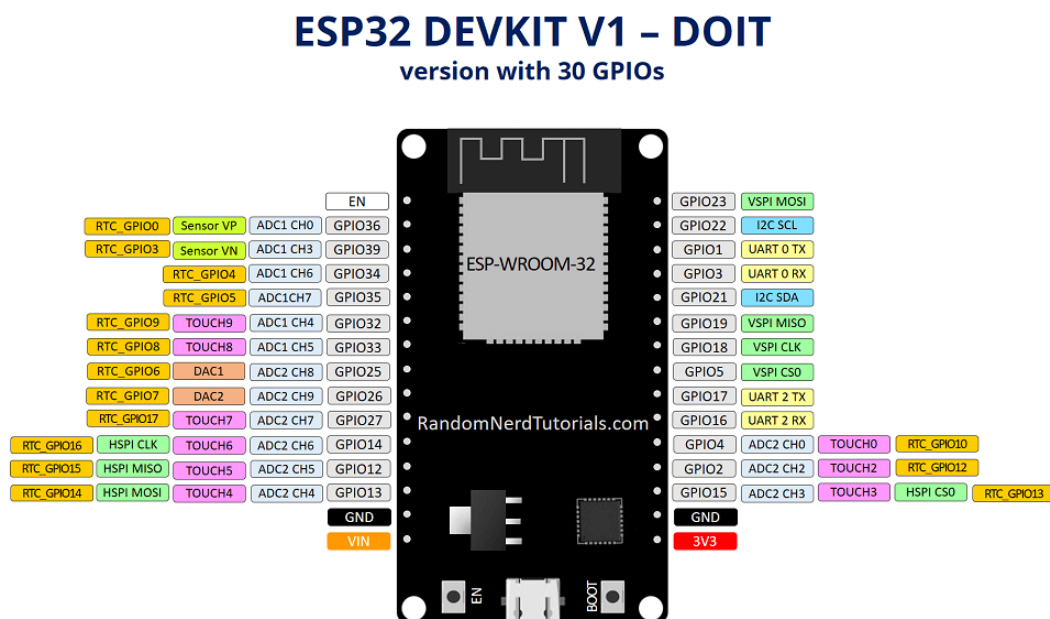 ESP32 DEVKIT V1 – DOIT
version with 30 GPIOs
EN GPIO23 VSPI MOSI
RTC_GPIO0 Sensor VP ADC1 CH0 GPIO36 GPIO22 I2C SCL
RTC_GPIO3 Sensor VN ADC1 CH3 GPIO39 GPIO1 UART 0 TX
RTC_GPIO4 ADC1 CH6 GPIO34 ESP-WROOM-32 GPIO3 UART 0 RX
RTC_GPIO5 ADC1CH7 GPIO35 GPIO21 I2C SDA
RTC_GPIO9 TOUCH9 ADC1 CH4 GPIO32 GPIO19 VSPI MISO
RTC_GPIO8 TOUCH8 ADC1 CH5 GPIO33 GPIO18 VSPI CLK
RTC_GPIO6 DAC1 ADC2 CH8 GPIO25 GPIO5 VSPI CS0
RTC_GPIO7 DAC2 ADC2 CH9 GPIO26 GPIO17 UART 2 TX
RTC_GPIO17 TOUCH7 ADC2 CH7 GPIO27 RandomNerdTutorials.com GPIO16 UART 2 RX
RTC_GPIO16 HSPI CLK TOUCH6 ADC2 CH6 GPIO14 GPIO4 ADC2 CH0 TOUCH0 RTC_GPIO10
RTC_GPIO15 HSPI MISO TOUCH5 ADC2 CH5 GPIO12 GPIO2 ADC2 CH2 TOUCH2 RTC_GPIO12
RTC_GPIO14 HSPI MOSI TOUCH4 ADC2 CH4 GPIO13 GPIO15 ADC2 CH3 TOUCH3 HSPI CS0 RTC_GPIO13
GND GND
VIN 3V3
EN BOOT